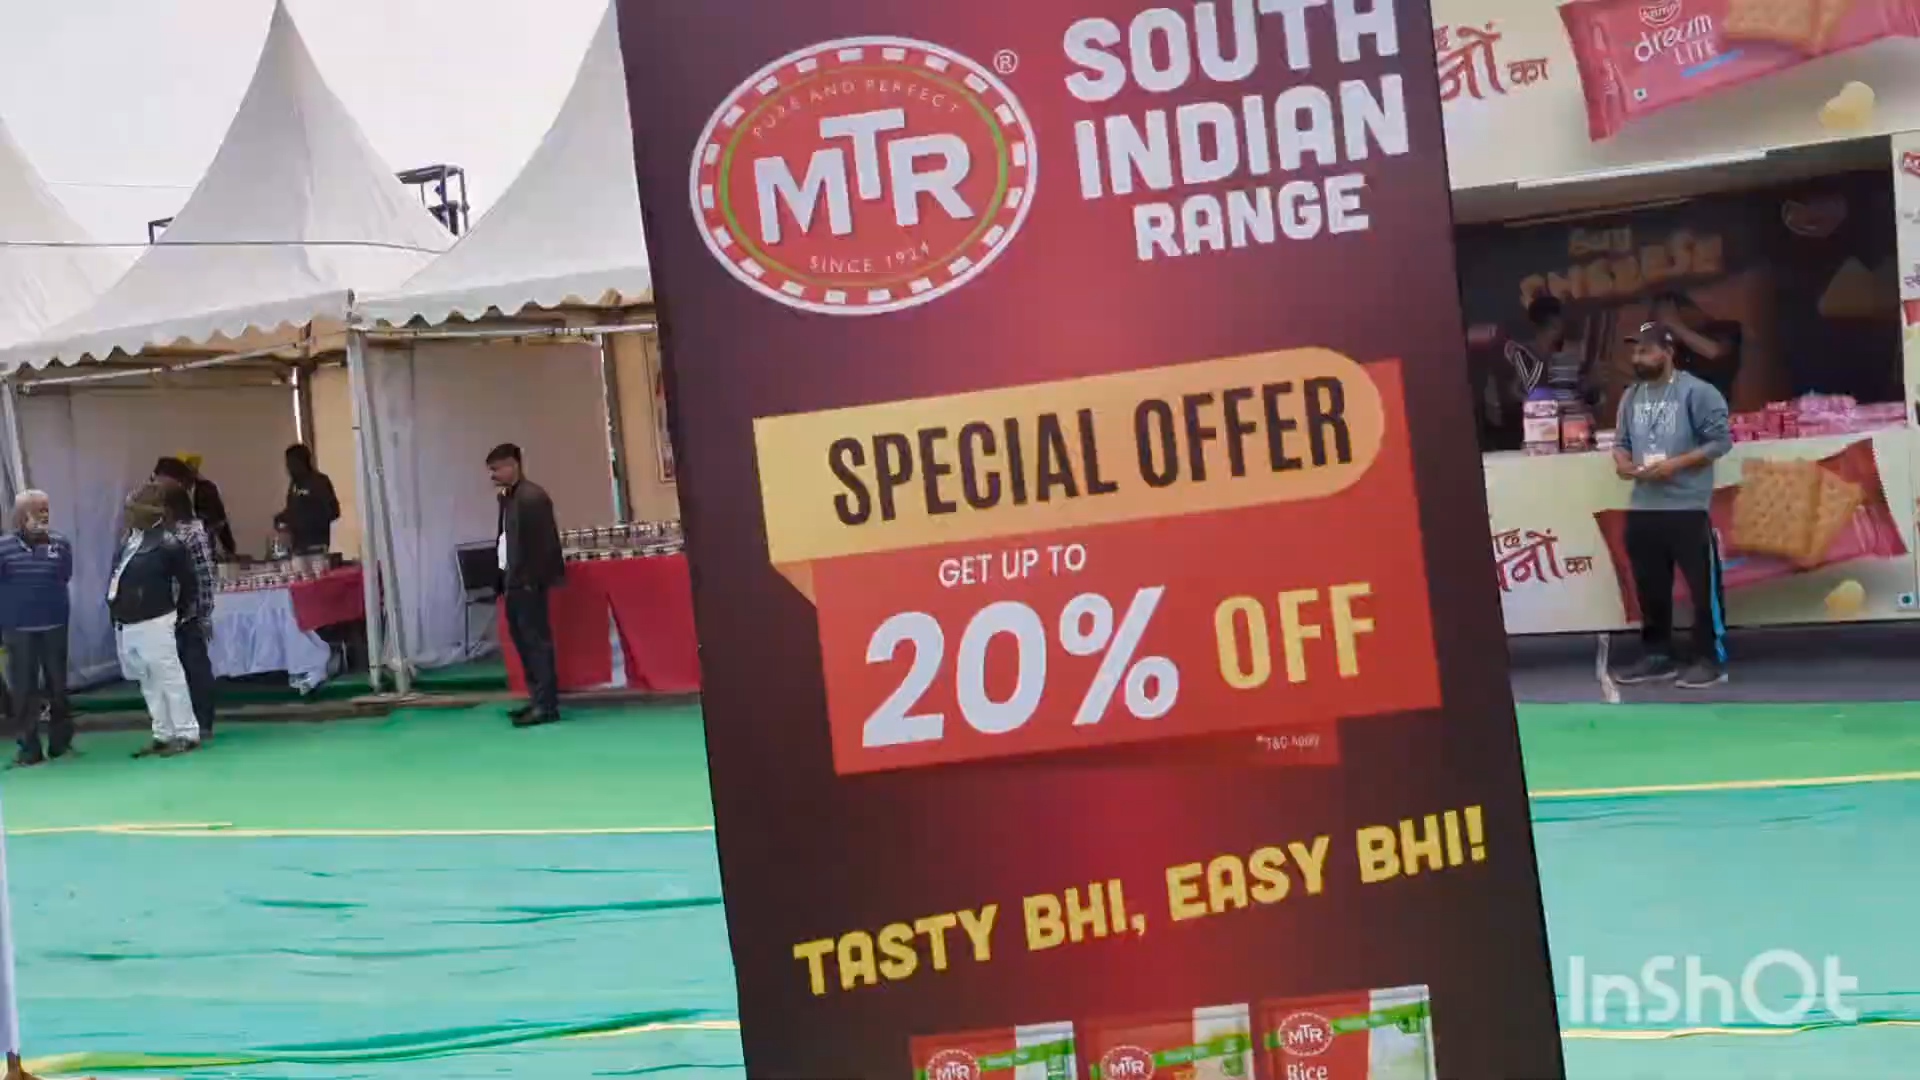 SOUTH
INDIAN
RANGE
®
PURE AND PERFECT
MTR
SINCE 1924
SPECIAL OFFER
GET UP TO
20% OFF
*T&C Apply
TASTY BHI, EASY BHI!
MTR
MTR
MTR
Rice
dream
LITE
नों का
नों का
InShOt